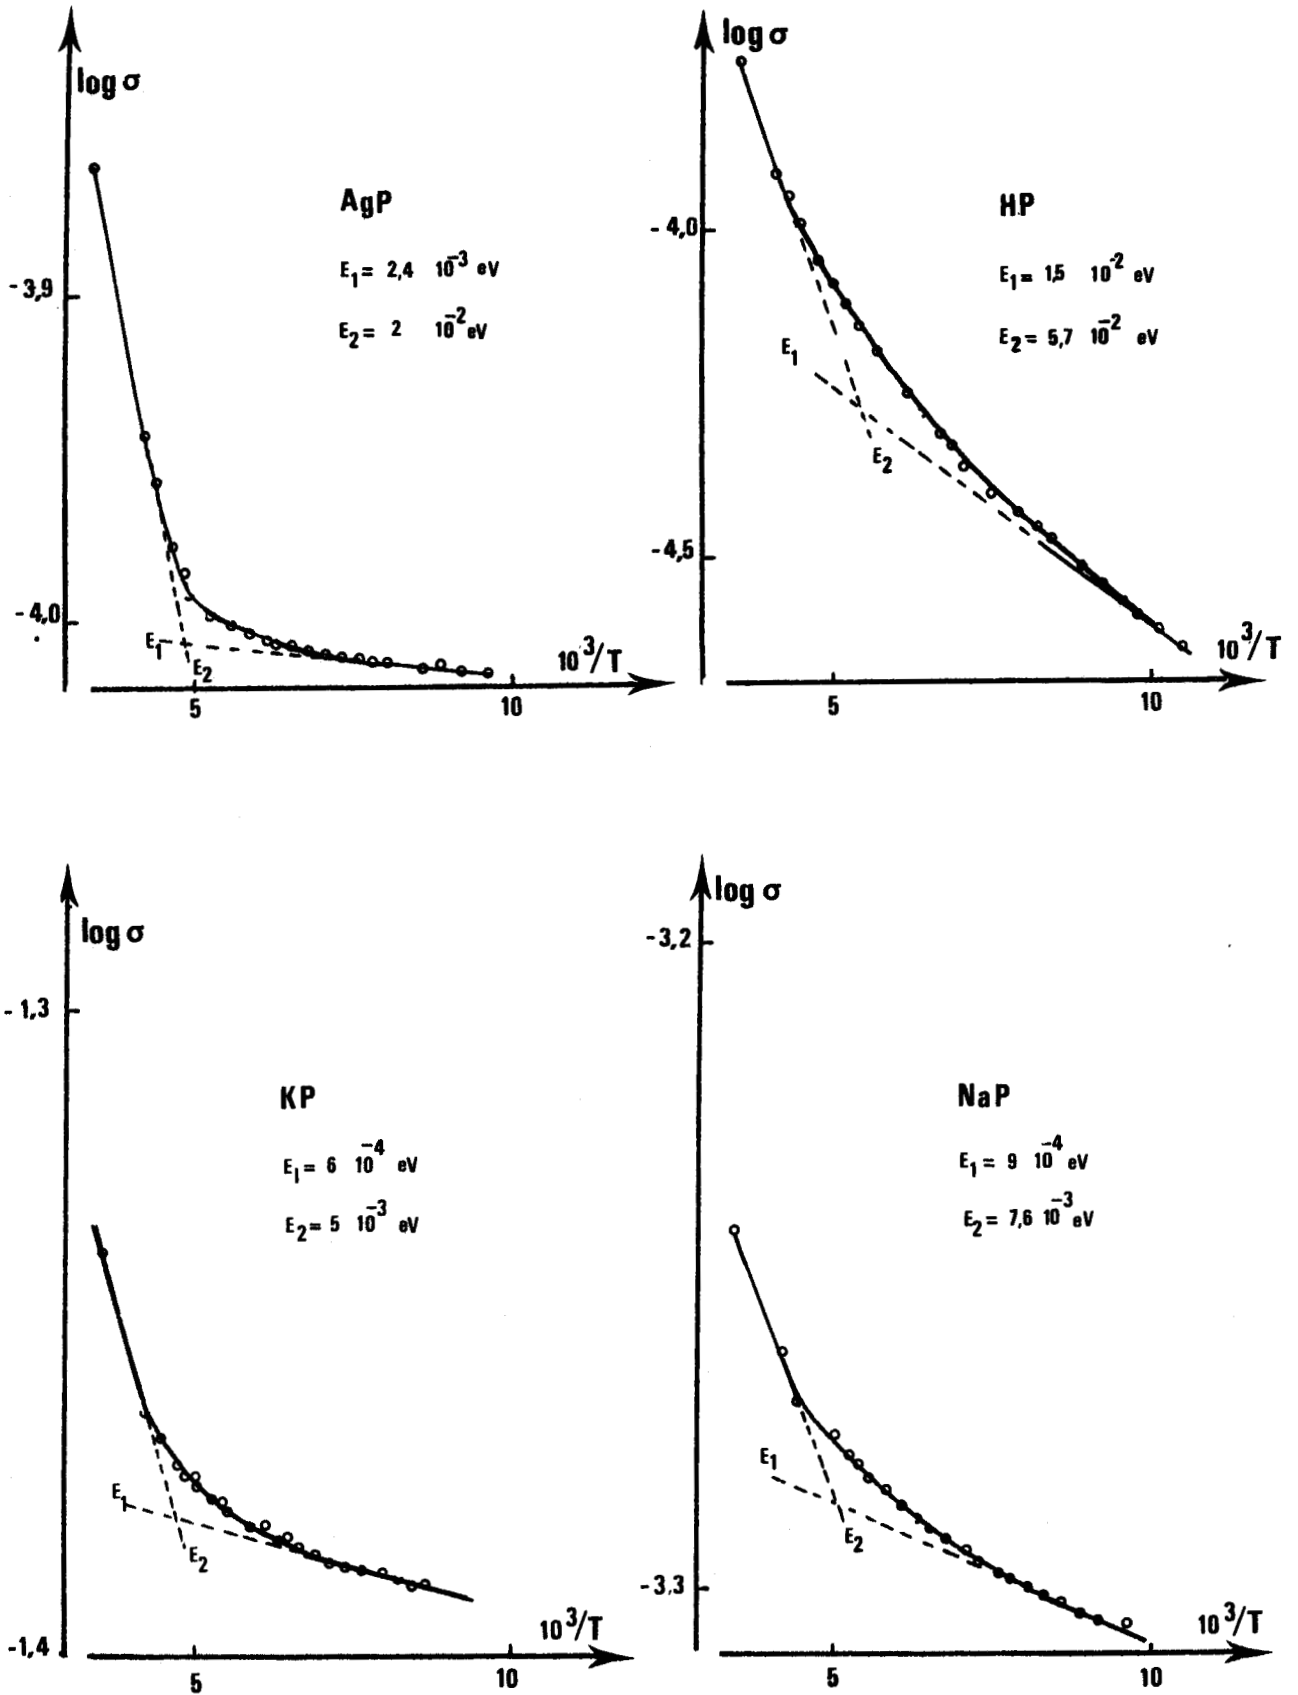 log σ
AgP
E1 = 2,4 10-3 eV
E2 = 2 10-2 eV
-3,9
-4,0
E1
E2
103/T
5 10
log σ
HP
E1 = 1,5 10-2 eV
E2 = 5,7 10-2 eV
-4,0
E1
E2
-4,5
103/T
5 10
log σ
-1,3
KP
E1 = 6 10-4 eV
E2 = 5 10-3 eV
E1
E2
-1,4
103/T
5 10
log σ
-3,2
NaP
E1 = 9 10-4 eV
E2 = 7,6 10-3 eV
E1
E2
-3,3
103/T
5 10